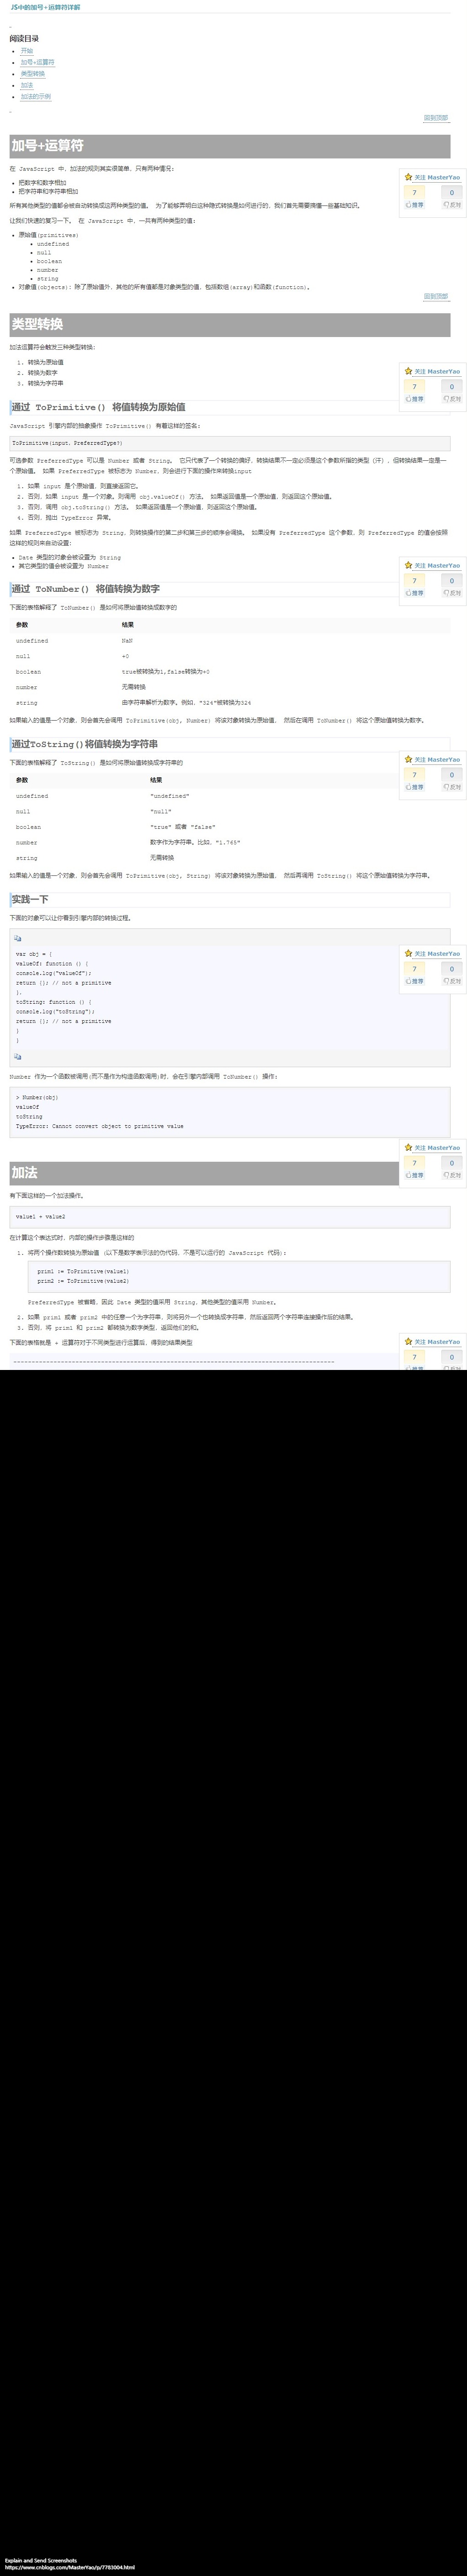 JS中的加号+运算符详解
阅读目录
开始
加号+运算符
类型转换
加法
加法的示例
回到顶部
加号+运算符
在 JavaScript 中，加法的规则其实很简单，只有两种情况:
关注 MasterYao
7 0
推荐 反对
把数字和数字相加
把字符串和字符串相加
所有其他类型的值都会被自动转换成这两种类型的值。 为了能够弄明白这种隐式转换是如何进行的，我们首先需要搞懂一些基础知识。
让我们快速的复习一下。 在 JavaScript 中，一共有两种类型的值:
原始值(primitives)
undefined
null
boolean
number
string
对象值(objects): 除了原始值外，其他的所有值都是对象类型的值，包括数组(array)和函数(function)。
回到顶部
类型转换
加法运算符会触发三种类型转换:
1. 转换为原始值
2. 转换为数字
3. 转换为字符串
关注 MasterYao
7 0
推荐 反对
通过 ToPrimitive() 将值转换为原始值
JavaScript 引擎内部的抽象操作 ToPrimitive() 有着这样的签名:
ToPrimitive(input, PreferredType?)
可选参数 PreferredType 可以是 Number 或者 String。 它只代表了一个转换的偏好，转换结果不一定必须是这个参数所指的类型（汗），但转换结果一定是一
个原始值。 如果 PreferredType 被标志为 Number，则会进行下面的操作来转换input
1. 如果 input 是个原始值，则直接返回它。
2. 否则，如果 input 是一个对象。则调用 obj.valueOf() 方法。 如果返回值是一个原始值，则返回这个原始值。
3. 否则，调用 obj.toString() 方法。 如果返回值是一个原始值，则返回这个原始值。
4. 否则，抛出 TypeError 异常。
如果 PreferredType 被标志为 String，则转换操作的第二步和第三步的顺序会调换。 如果没有 PreferredType 这个参数，则 PreferredType 的值会按照
这样的规则来自动设置:
Date 类型的对象会被设置为 String
其它类型的值会被设置为 Number
关注 MasterYao
7 0
推荐 反对
通过 ToNumber() 将值转换为数字
下面的表格解释了 ToNumber() 是如何将原始值转换成数字的
参数 结果
undefined NaN
null +0
boolean true被转换为1,false转换为+0
number 无需转换
string 由字符串解析为数字。例如，"324"被转换为324
如果输入的值是一个对象，则会首先会调用 ToPrimitive(obj, Number) 将该对象转换为原始值， 然后在调用 ToNumber() 将这个原始值转换为数字。
通过ToString()将值转换为字符串
关注 MasterYao
7 0
推荐 反对
下面的表格解释了 ToString() 是如何将原始值转换成字符串的
参数 结果
undefined "undefined"
null "null"
boolean "true" 或者 "false"
number 数字作为字符串。比如，"1.765"
string 无需转换
如果输入的值是一个对象，则会首先会调用 ToPrimitive(obj, String) 将该对象转换为原始值， 然后再调用 ToString() 将这个原始值转换为字符串。
实践一下
下面的对象可以让你看到引擎内部的转换过程。
关注 MasterYao
7 0
推荐 反对
var obj = {
valueOf: function () {
console.log("valueOf");
return {}; // not a primitive
},
toString: function () {
console.log("toString");
return {}; // not a primitive
}
}
Number 作为一个函数被调用(而不是作为构造函数调用)时，会在引擎内部调用 ToNumber() 操作:
> Number(obj)
valueOf
toString
TypeError: Cannot convert object to primitive value
关注 MasterYao
7 0
推荐 反对
加法
有下面这样的一个加法操作。
value1 + value2
在计算这个表达式时，内部的操作步骤是这样的
1. 将两个操作数转换为原始值 (以下是数学表示法的伪代码，不是可以运行的 JavaScript 代码):
prim1 := ToPrimitive(value1)
prim2 := ToPrimitive(value2)
PreferredType 被省略，因此 Date 类型的值采用 String，其他类型的值采用 Number。
2. 如果 prim1 或者 prim2 中的任意一个为字符串，则将另外一个也转换成字符串，然后返回两个字符串连接操作后的结果。
3. 否则，将 prim1 和 prim2 都转换为数字类型，返回他们的和。
下面的表格就是 + 运算符对于不同类型进行运算后，得到的结果类型
关注 MasterYao
7 0
推荐 反对
Explain and Send Screenshots
https://www.cnblogs.com/MasterYao/p/7783004.html